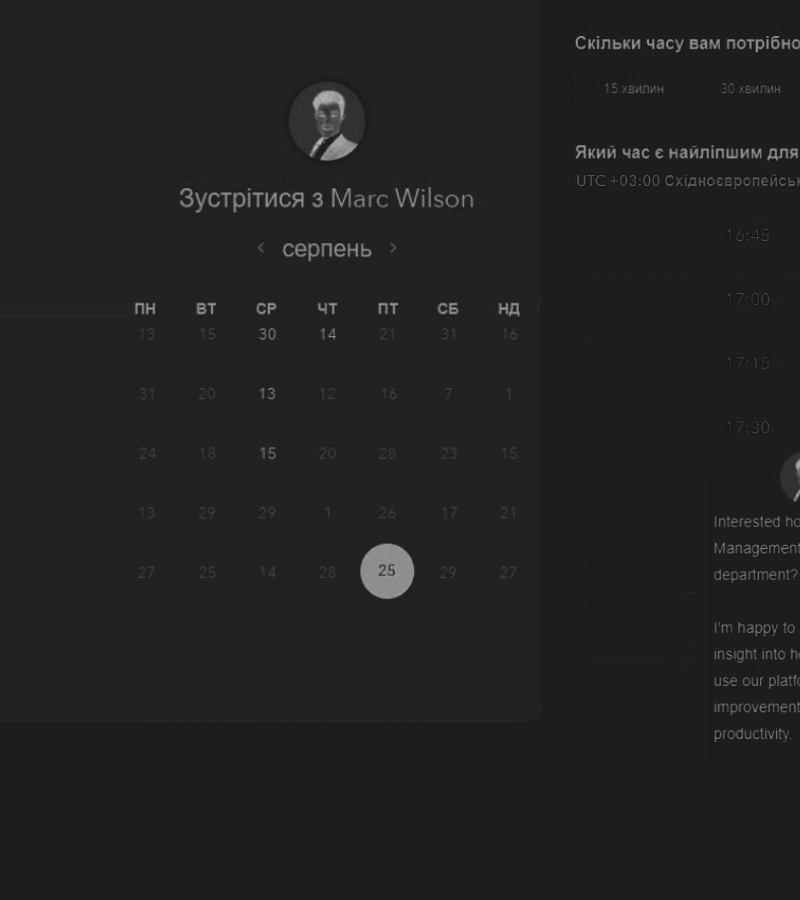 Зустрітися з Marc Wilson
‹ серпень ›
ПН ВТ СР ЧТ ПТ СБ НД
13 15 30 14 21 31 16
31 20 13 12 16 7 1
24 18 15 20 28 23 15
13 29 29 1 26 17 21
27 25 14 28 25 29 27
Скільки часу вам потрібно
15 хвилин 30 хвилин
Який час є найліпшим для
UTC +03:00 Східноєвропейськ
16:45
17:00
17:15
17:30
Interested ho
Management
department?
I'm happy to
insight into h
use our platfo
improvement
productivity.